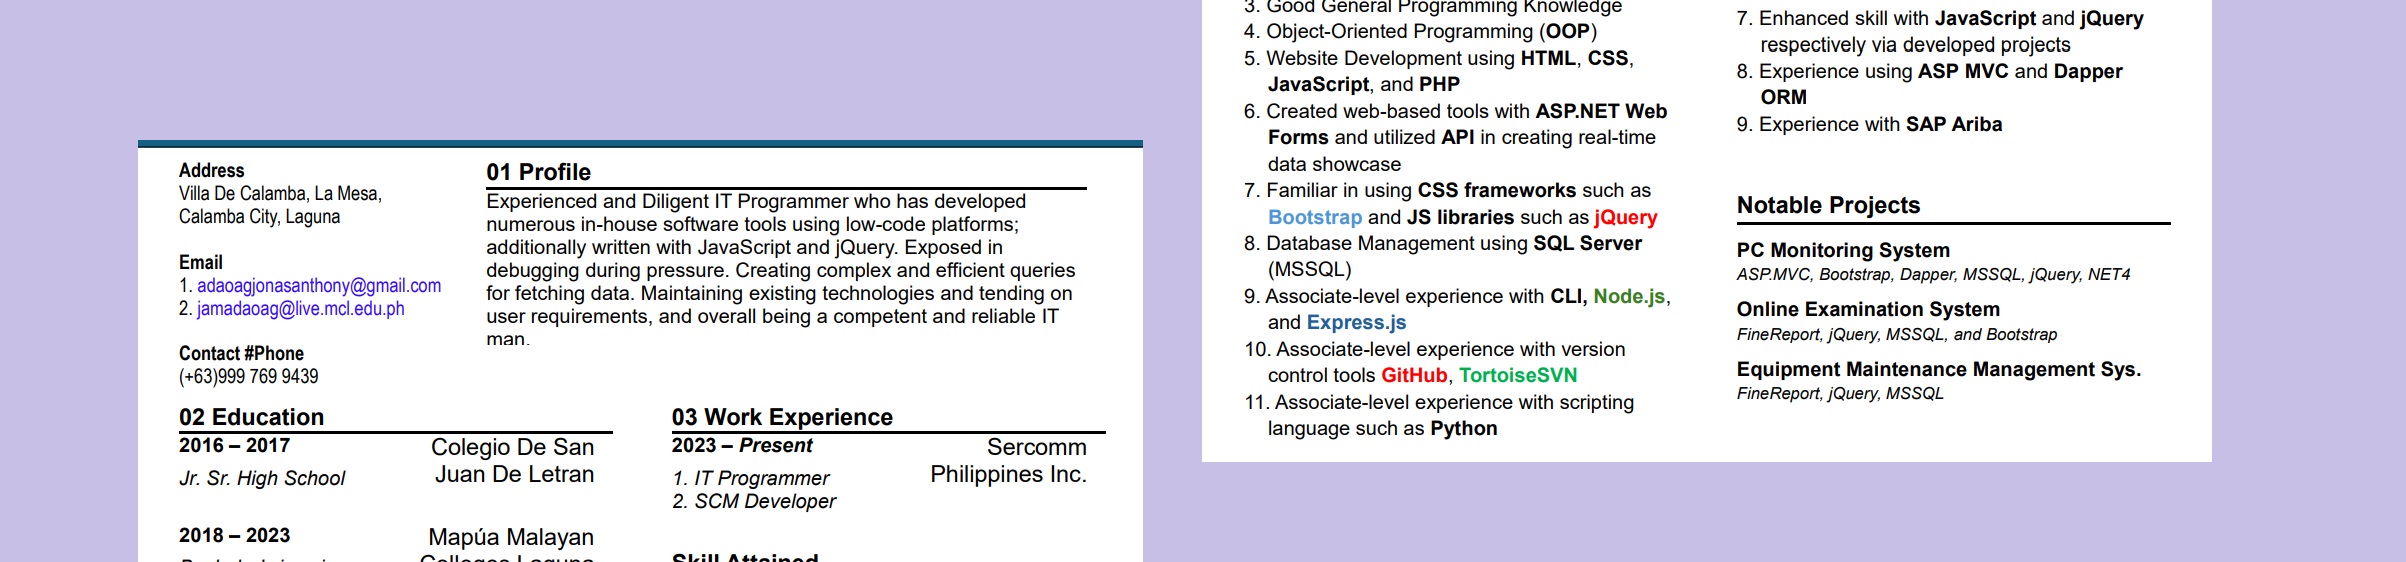 Address
Villa De Calamba, La Mesa,
Calamba City, Laguna
Email
1. adaoagjonasanthony@gmail.com
2. jamadaoag@live.mcl.edu.ph
Contact #Phone
(+63)999 769 9439
01 Profile
Experienced and Diligent IT Programmer who has developed
numerous in-house software tools using low-code platforms;
additionally written with JavaScript and jQuery. Exposed in
debugging during pressure. Creating complex and efficient queries
for fetching data. Maintaining existing technologies and tending on
user requirements, and overall being a competent and reliable IT
man.
02 Education
2016 – 2017
Jr. Sr. High School
Colegio De San
Juan De Letran
2018 – 2023
Mapúa Malayan
Colleges Laguna
03 Work Experience
2023 – Present
1. IT Programmer
2. SCM Developer
Sercomm
Philippines Inc.
Skill Attained
3. Good General Programming Knowledge
4. Object-Oriented Programming (OOP)
5. Website Development using HTML, CSS,
JavaScript, and PHP
6. Created web-based tools with ASP.NET Web
Forms and utilized API in creating real-time
data showcase
7. Familiar in using CSS frameworks such as
Bootstrap and JS libraries such as jQuery
8. Database Management using SQL Server
(MSSQL)
9. Associate-level experience with CLI, Node.js,
and Express.js
10. Associate-level experience with version
control tools GitHub, TortoiseSVN
11. Associate-level experience with scripting
language such as Python
7. Enhanced skill with JavaScript and jQuery
respectively via developed projects
8. Experience using ASP MVC and Dapper
ORM
9. Experience with SAP Ariba
Notable Projects
PC Monitoring System
ASP.MVC, Bootstrap, Dapper, MSSQL, jQuery, NET4
Online Examination System
FineReport, jQuery, MSSQL, and Bootstrap
Equipment Maintenance Management Sys.
FineReport, jQuery, MSSQL